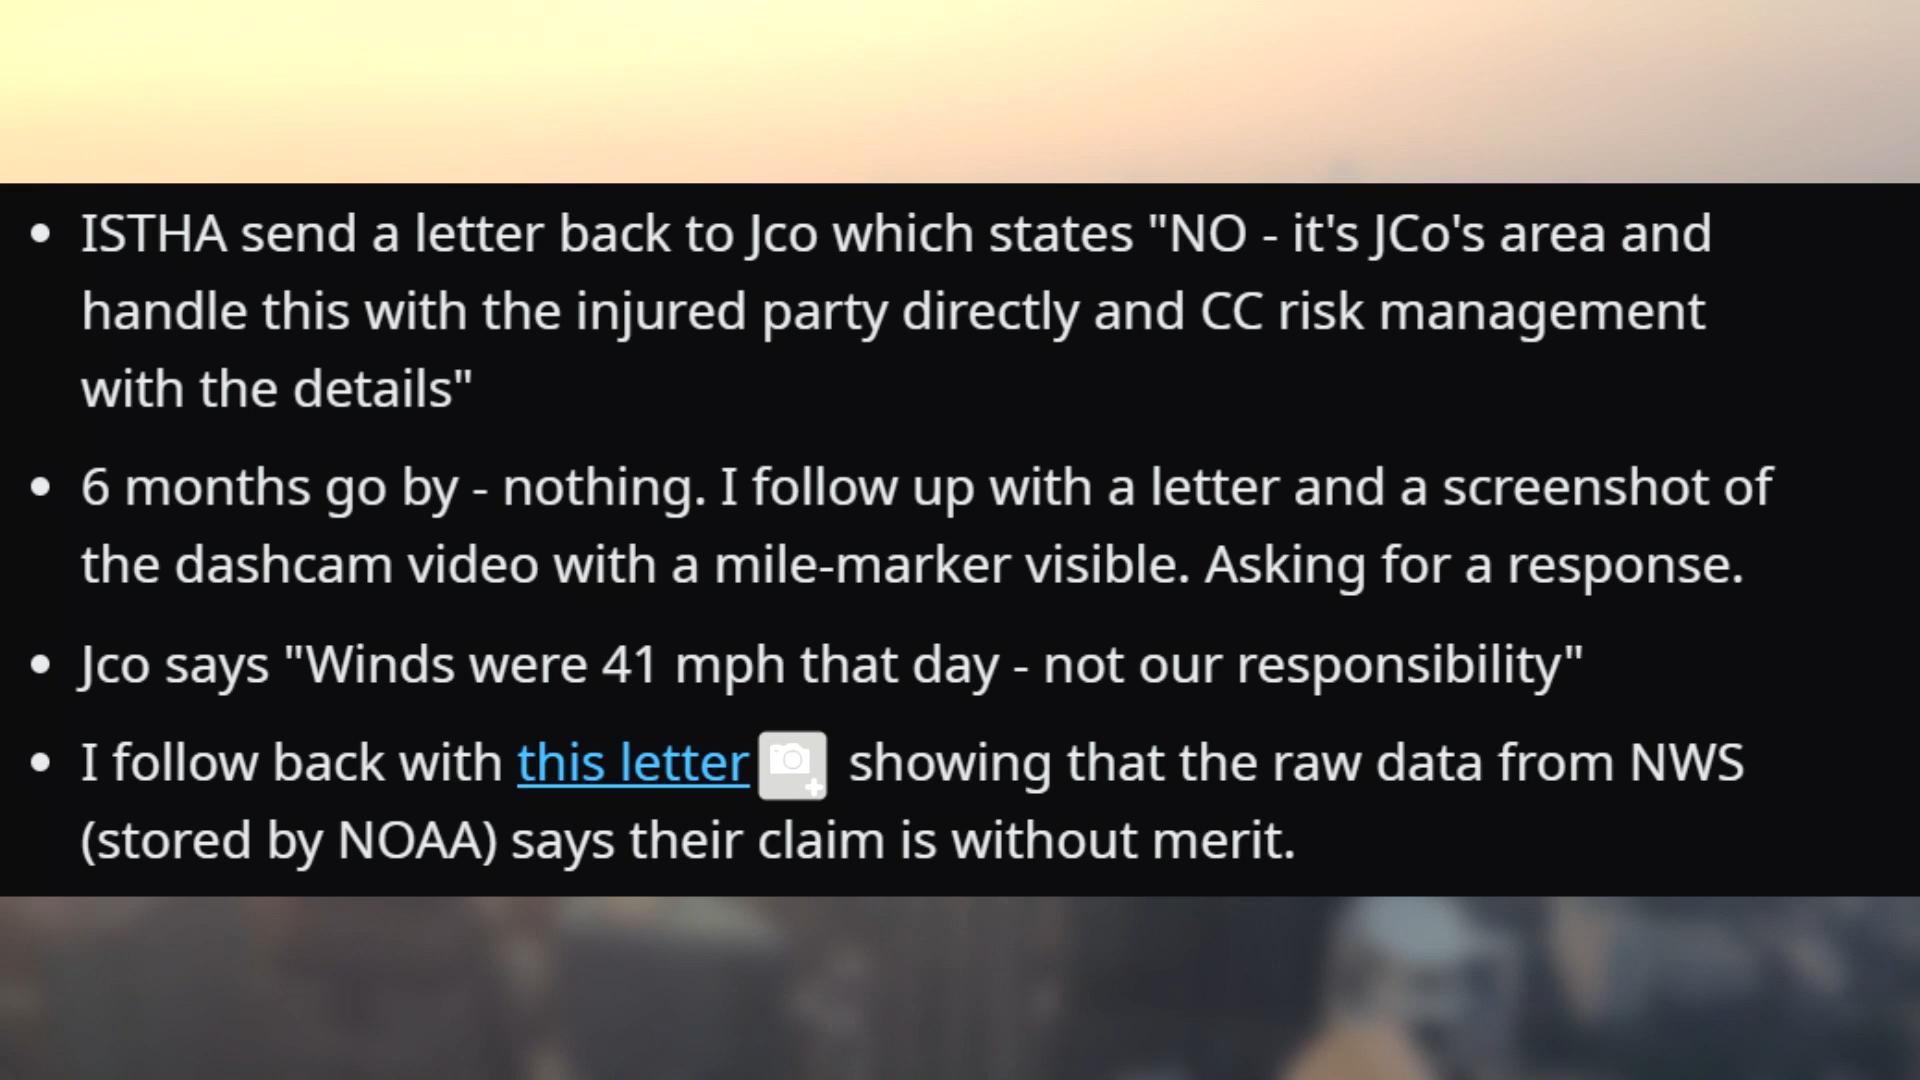 • ISTHA send a letter back to Jco which states "NO - it's JCo's area and
handle this with the injured party directly and CC risk management
with the details"
• 6 months go by - nothing. I follow up with a letter and a screenshot of
the dashcam video with a mile-marker visible. Asking for a response.
• Jco says "Winds were 41 mph that day - not our responsibility"
• I follow back with this letter showing that the raw data from NWS
(stored by NOAA) says their claim is without merit.